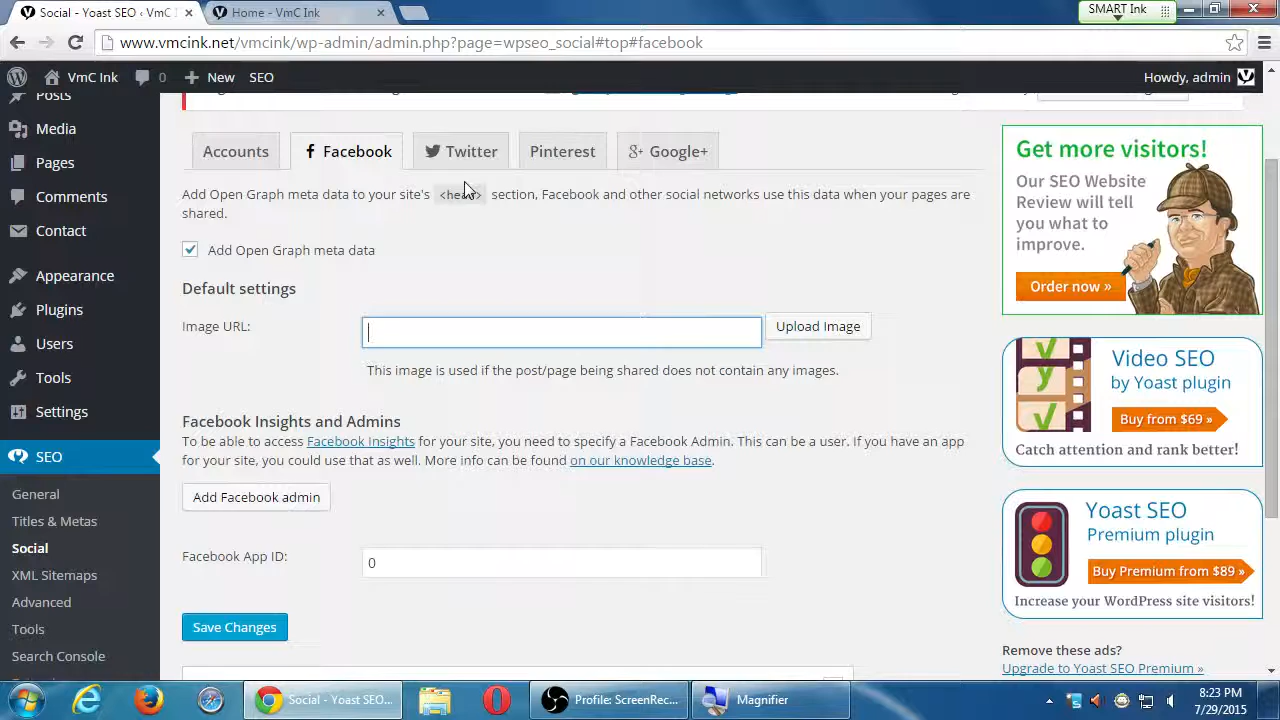 Social - Yoast SEO ‹ VmC I
Home - VmC Ink
SMART Ink
www.vmcink.net/vmcink/wp-admin/admin.php?page=wpseo_social#top#facebook
VmC Ink
0
New
SEO
Howdy, admin
Posts
Media
Pages
Comments
Contact
Appearance
Plugins
Users
Tools
Settings
SEO
General
Titles & Metas
Social
XML Sitemaps
Advanced
Tools
Search Console
Accounts
Facebook
Twitter
Pinterest
Google+
Add Open Graph meta data to your site's <head> section, Facebook and other social networks use this data when your pages are
shared.
Add Open Graph meta data
Default settings
Image URL:
Upload Image
This image is used if the post/page being shared does not contain any images.
Facebook Insights and Admins
To be able to access Facebook Insights for your site, you need to specify a Facebook Admin. This can be a user. If you have an app
for your site, you could use that as well. More info can be found on our knowledge base.
Add Facebook admin
Facebook App ID:
0
Save Changes
Get more visitors!
Our SEO Website
Review will tell
you what to
improve.
Order now »
Video SEO
by Yoast plugin
Buy from $69 »
Catch attention and rank better!
Yoast SEO
Premium plugin
Buy Premium from $89 »
Increase your WordPress site visitors!
Remove these ads?
Upgrade to Yoast SEO Premium »
Social - Yoast SEO...
Profile: ScreenRec...
Magnifier
8:23 PM
7/29/2015